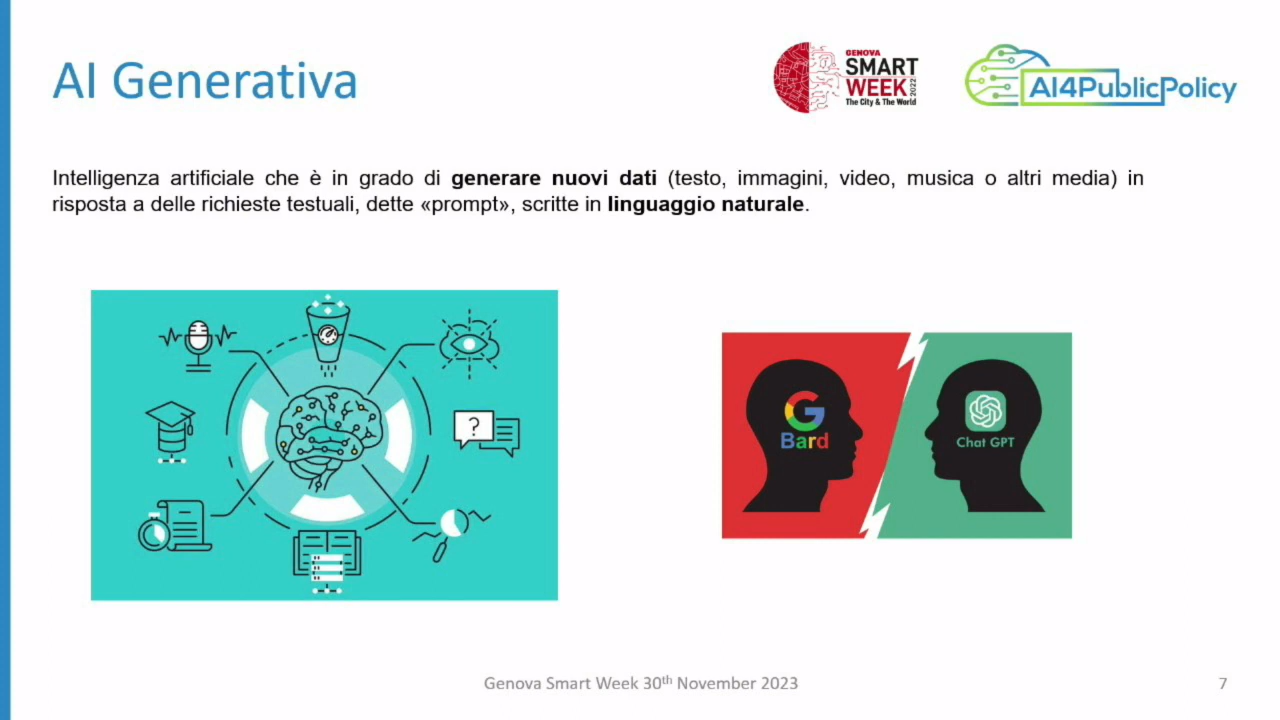 AI Generativa
GENOVA
SMART
WEEK 2022
The City & The World
AI4PublicPolicy
Intelligenza artificiale che è in grado di generare nuovi dati (testo, immagini, video, musica o altri media) in
risposta a delle richieste testuali, dette «prompt», scritte in linguaggio naturale.
?
G
Bard
Chat GPT
Genova Smart Week 30th November 2023
7